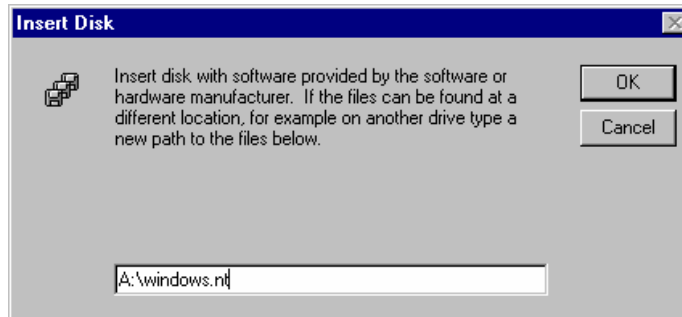 Insert Disk
Insert disk with software provided by the software or
hardware manufacturer.  If the files can be found at a
different location, for example on another drive type a
new path to the files below.
OK
Cancel
A:\windows.nt